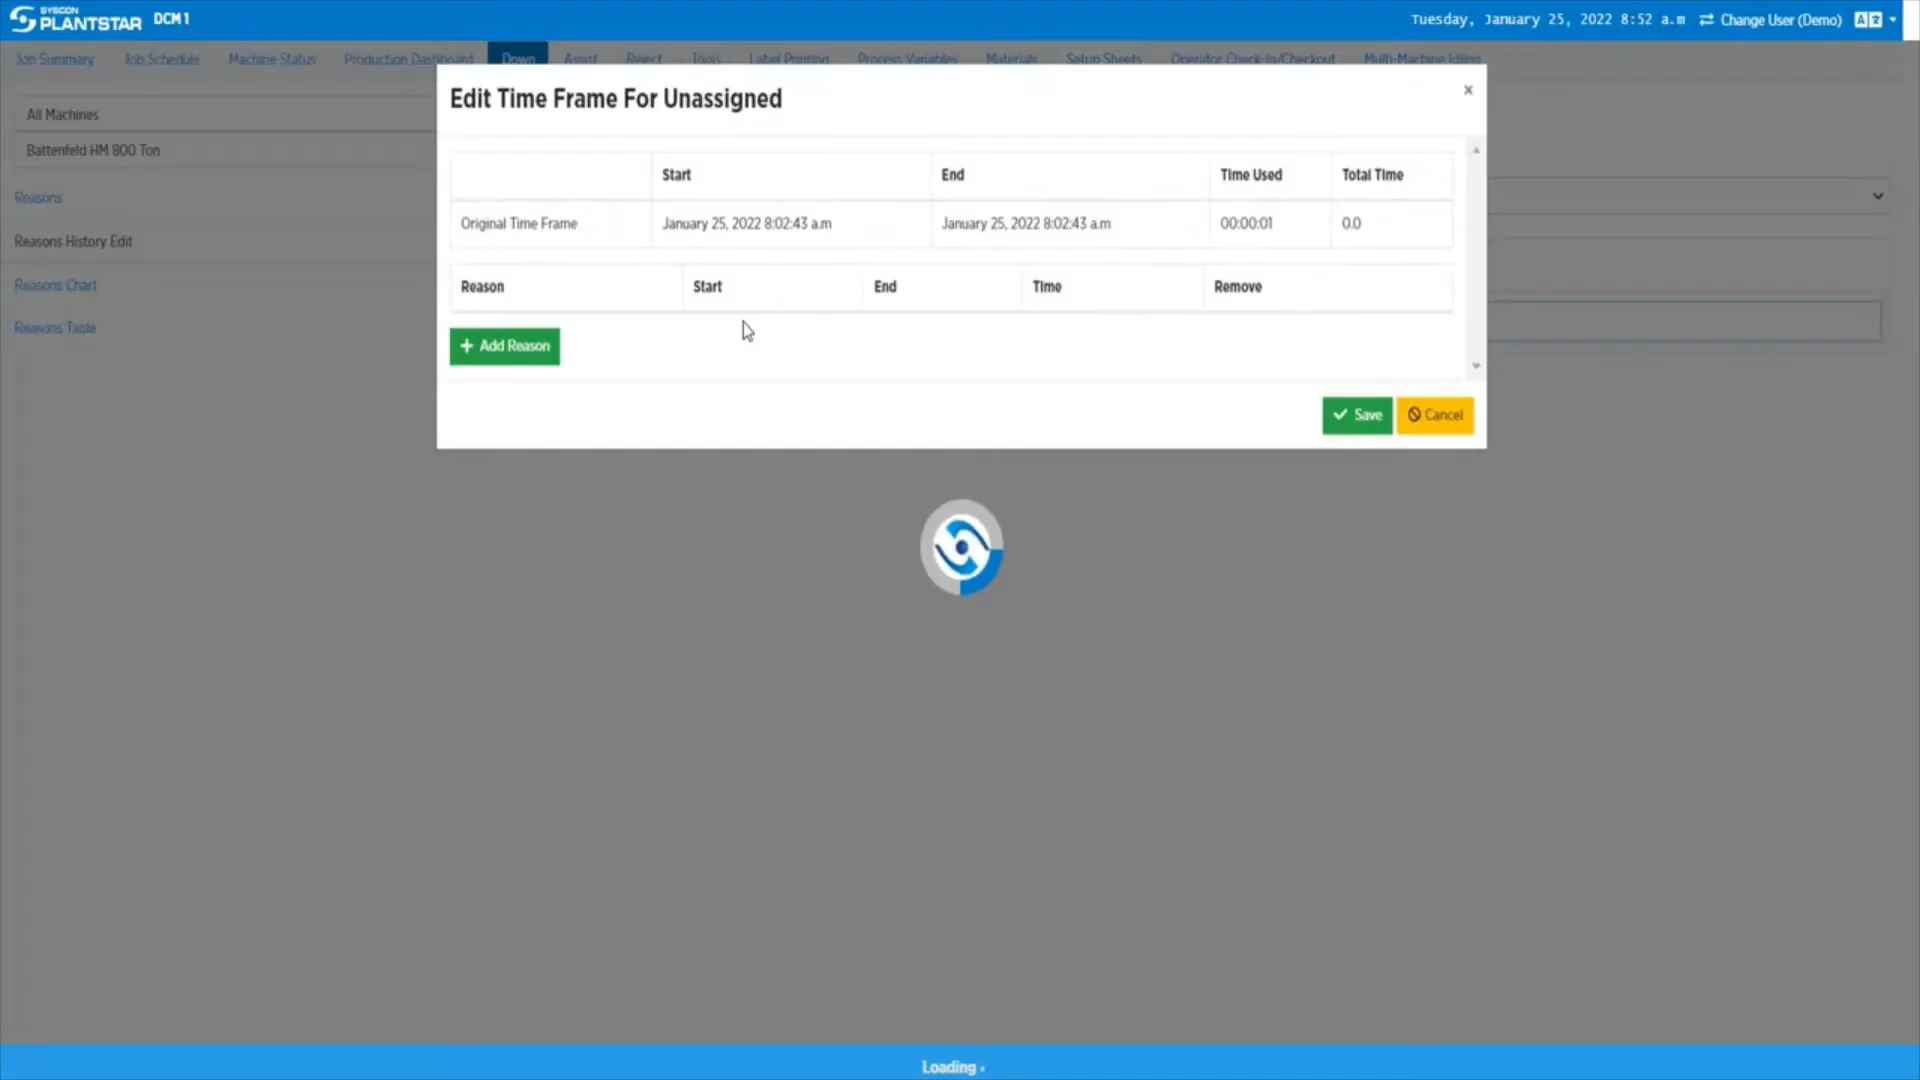 SYSCON
PLANTSTAR DCM1
Tuesday, January 25, 2022 8:52 a.m Change User (Demo)
Job Summary Job Schedule Machine Status Production Dashboard Down Assist Reject Tools Label Printing Process Variables Materials Setup Sheets Operator Check-In/Checkout Multi-Machine Idling
All Machines
Battenfeld HM 800 Ton
Reasons
Reasons History Edit
Reasons Chart
Reasons Table
Edit Time Frame For Unassigned
x
Start End Time Used Total Time
Original Time Frame January 25, 2022 8:02:43 a.m January 25, 2022 8:02:43 a.m 00:00:01 0.0
Reason Start End Time Remove
+ Add Reason
Save Cancel
Loading